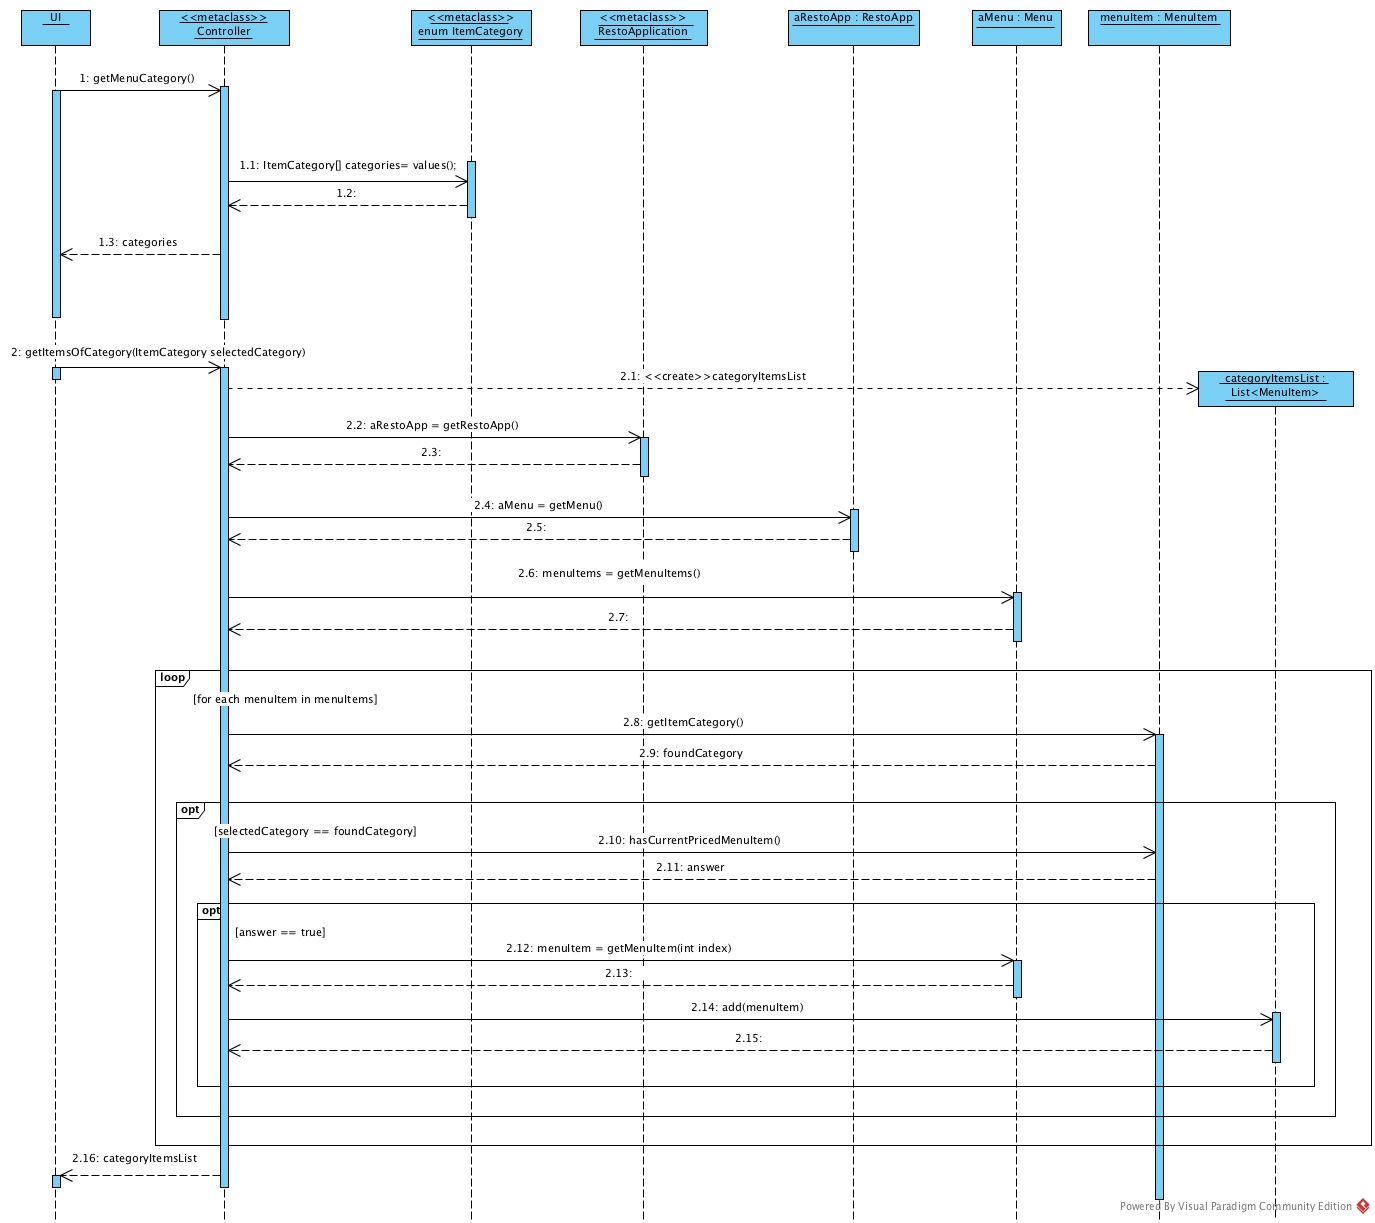 UI
<<metaclass>>
Controller
<<metaclass>>
enum ItemCategory
<<metaclass>>
RestoApplication
aRestoApp : RestoApp
aMenu : Menu
menuItem : MenuItem
1: getMenuCategory()
1.1: ItemCategory[] categories= values();
1.2:
1.3: categories
2: getItemsOfCategory(ItemCategory selectedCategory)
2.1: <<create>>categoryItemsList
categoryItemsList :
List<MenuItem>
2.2: aRestoApp = getRestoApp()
2.3:
2.4: aMenu = getMenu()
2.5:
2.6: menuItems = getMenuItems()
2.7:
loop
[for each menuItem in menuItems]
2.8: getItemCategory()
2.9: foundCategory
opt
[selectedCategory == foundCategory]
2.10: hasCurrentPricedMenuItem()
2.11: answer
opt
[answer == true]
2.12: menuItem = getMenuItem(int index)
2.13:
2.14: add(menuItem)
2.15:
2.16: categoryItemsList
Powered By Visual Paradigm Community Edition